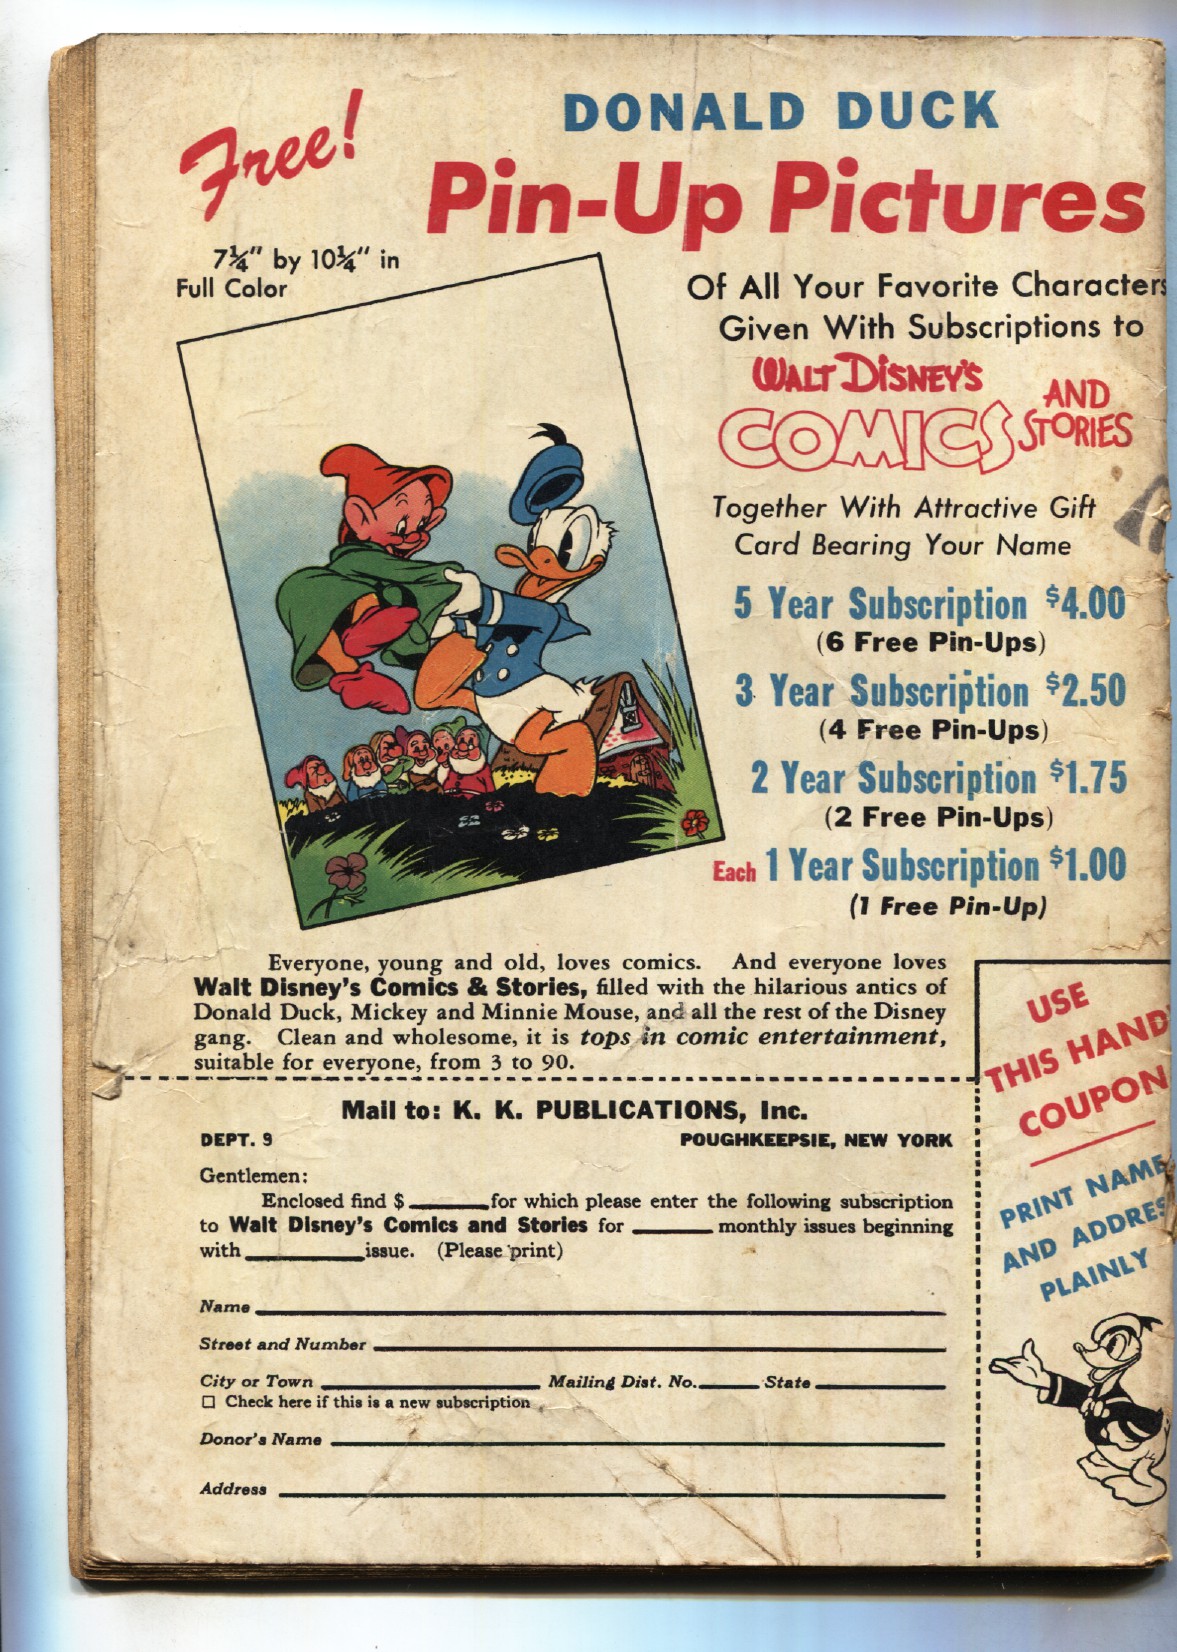 Free!
DONALD DUCK
Pin-Up Pictures
7¼" by 10¼" in
Full Color
Of All Your Favorite Characters
Given With Subscriptions to
WALT DISNEY'S
COMICS AND
STORIES
Together With Attractive Gift
Card Bearing Your Name
5 Year Subscription $4.00
(6 Free Pin-Ups)
3 Year Subscription $2.50
(4 Free Pin-Ups)
2 Year Subscription $1.75
(2 Free Pin-Ups)
Each 1 Year Subscription $1.00
(1 Free Pin-Up)
Everyone, young and old, loves comics. And everyone loves
Walt Disney's Comics & Stories, filled with the hilarious antics of
Donald Duck, Mickey and Minnie Mouse, and all the rest of the Disney
gang. Clean and wholesome, it is tops in comic entertainment,
suitable for everyone, from 3 to 90.
USE
THIS HAND
COUPON
PRINT NAME
AND ADDRES
PLAINLY
Mail to: K. K. PUBLICATIONS, Inc.
DEPT. 9 POUGHKEEPSIE, NEW YORK
Gentlemen:
Enclosed find $ ______ for which please enter the following subscription
to Walt Disney's Comics and Stories for ______ monthly issues beginning
with ______ issue. (Please print)
Name
Street and Number
City or Town ______ Mailing Dist. No. ______ State ______
☐ Check here if this is a new subscription
Donor's Name
Address